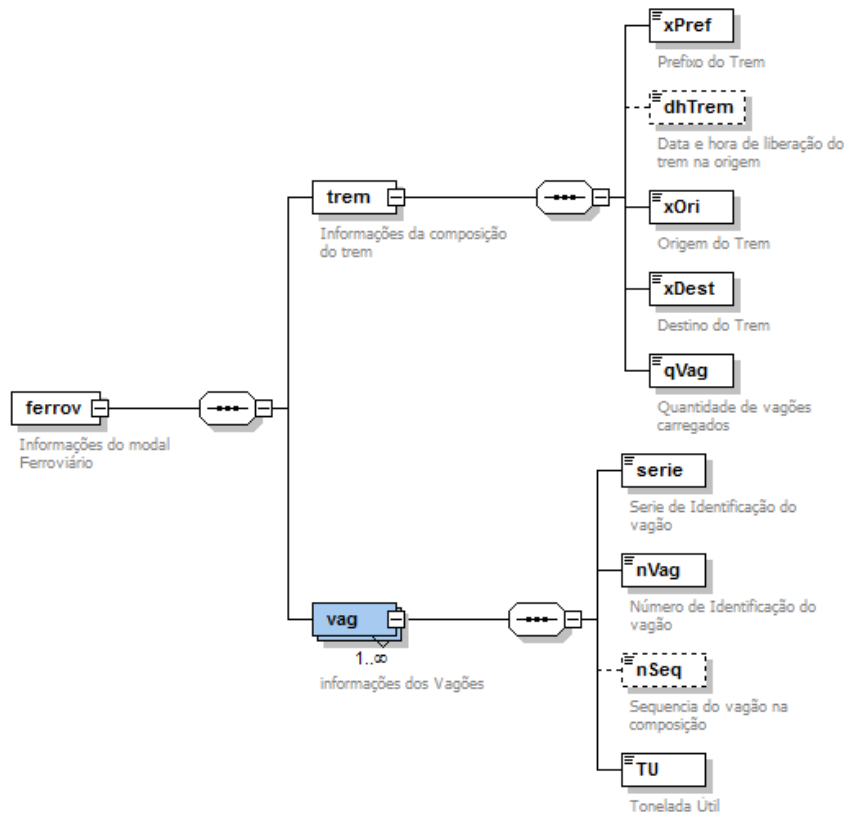 xPref
Prefixo do Trem
dhTrem
Data e hora de liberação do
trem na origem
trem
Informações da composição
do trem
xOri
Origem do Trem
xDest
Destino do Trem
qVag
Quantidade de vagões
carregados
ferrov
Informações do modal
Ferroviário
serie
Serie de Identificação do
vagão
nVag
Número de Identificação do
vagão
vag
1..∞
informações dos Vagões
nSeq
Sequencia do vagão na
composição
TU
Tonelada Útil